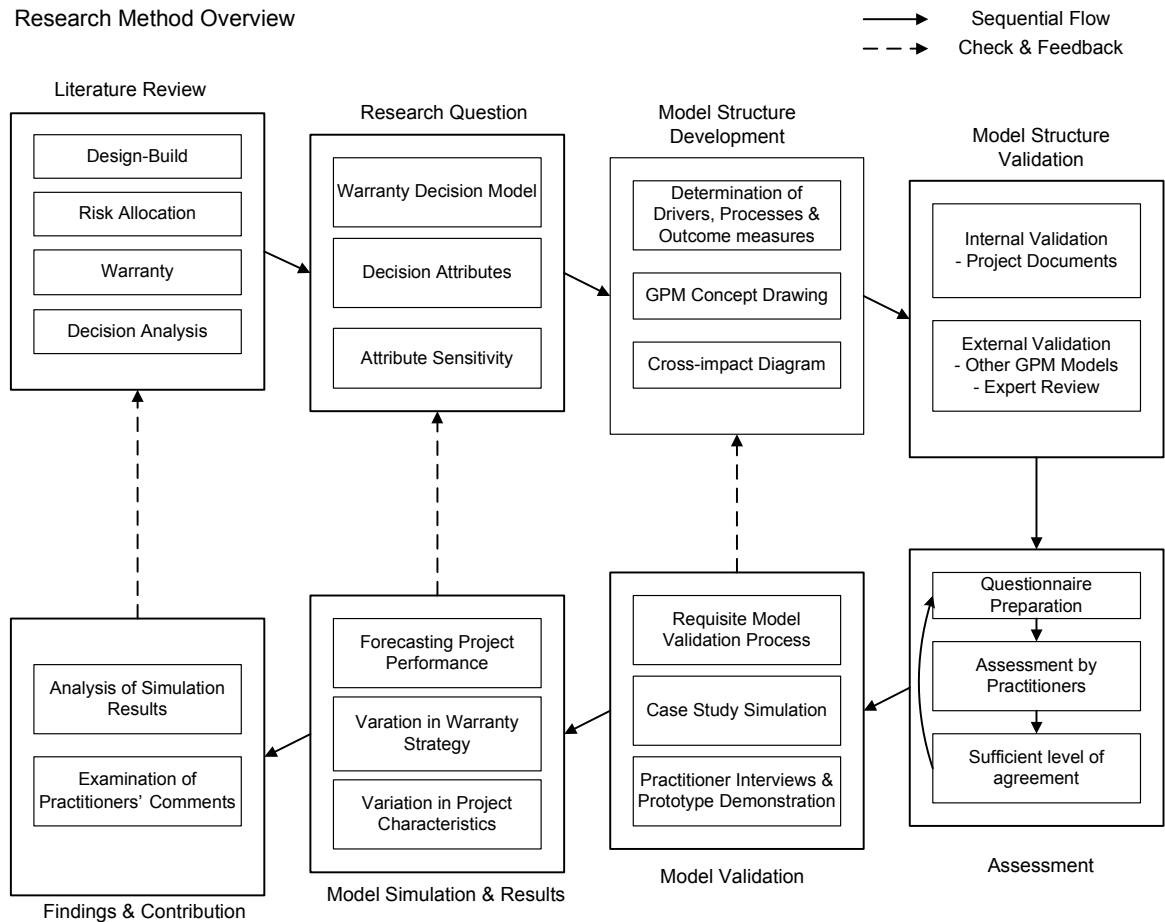 Research Method Overview
Sequential Flow
Check & Feedback
Literature Review
Design-Build
Risk Allocation
Warranty
Decision Analysis
Research Question
Warranty Decision Model
Decision Attributes
Attribute Sensitivity
Model Structure
Development
Determination of
Drivers, Processes &
Outcome measures
GPM Concept Drawing
Cross-impact Diagram
Model Structure
Validation
Internal Validation
- Project Documents
External Validation
- Other GPM Models
- Expert Review
Questionnaire
Preparation
Assessment by
Practitioners
Sufficient level of
agreement
Assessment
Requisite Model
Validation Process
Case Study Simulation
Practitioner Interviews &
Prototype Demonstration
Model Validation
Forecasting Project
Performance
Varation in Warranty
Strategy
Variation in Project
Characteristics
Model Simulation & Results
Analysis of Simulation
Results
Examination of
Practitioners’ Comments
Findings & Contribution